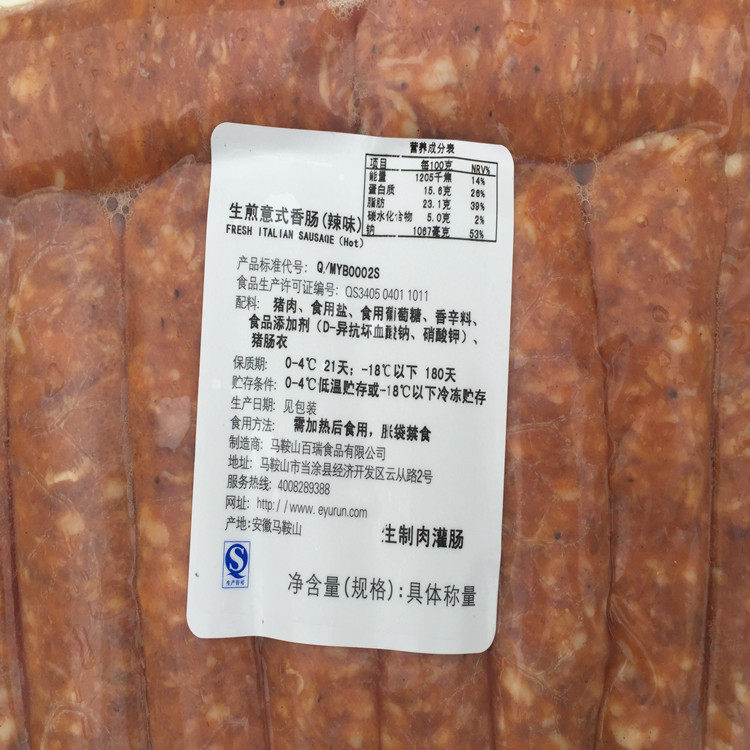 营养成分表
项目 每100克 NRV%
能量 1205千焦 14%
蛋白质 15.6克 26%
脂肪 23.1克 39%
碳水化合物 5.0克 2%
钠 1067毫克 53%
生煎意式香肠(辣味)
FRESH ITALIAN SAUSAGE (Hot)
产品标准代号: Q/MYB0002S
食品生产许可证编号: QS3405 0401 1011
配料: 猪肉、食用盐、食用葡萄糖、香辛料、
食品添加剂(D-异抗坏血酸钠、硝酸钾)、
猪肠衣
保质期: 0-4℃ 21天; -18℃以下 180天
贮存条件: 0-4℃低温贮存或-18℃以下冷冻贮存
生产日期: 见包装
食用方法: 需加热后食用,胀袋禁食
制造商: 马鞍山百瑞食品有限公司
地址: 马鞍山市当涂县经济开发区云从路2号
服务热线: 4008289388
网址: http://www.eyurun.com
产地:安徽马鞍山
生制肉灌肠
生产许可
净含量(规格):具体称量